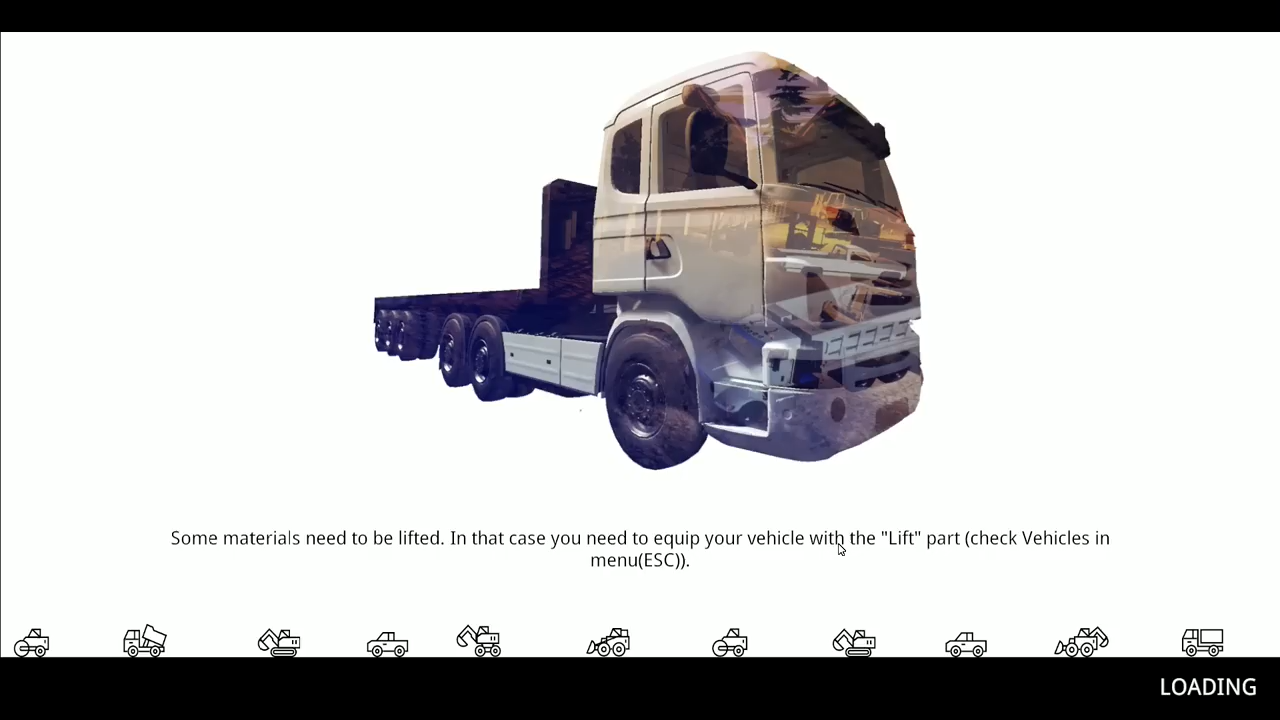 Some materials need to be lifted. In that case you need to equip your vehicle with the "Lift" part (check Vehicles in
menu(ESC)).
LOADING